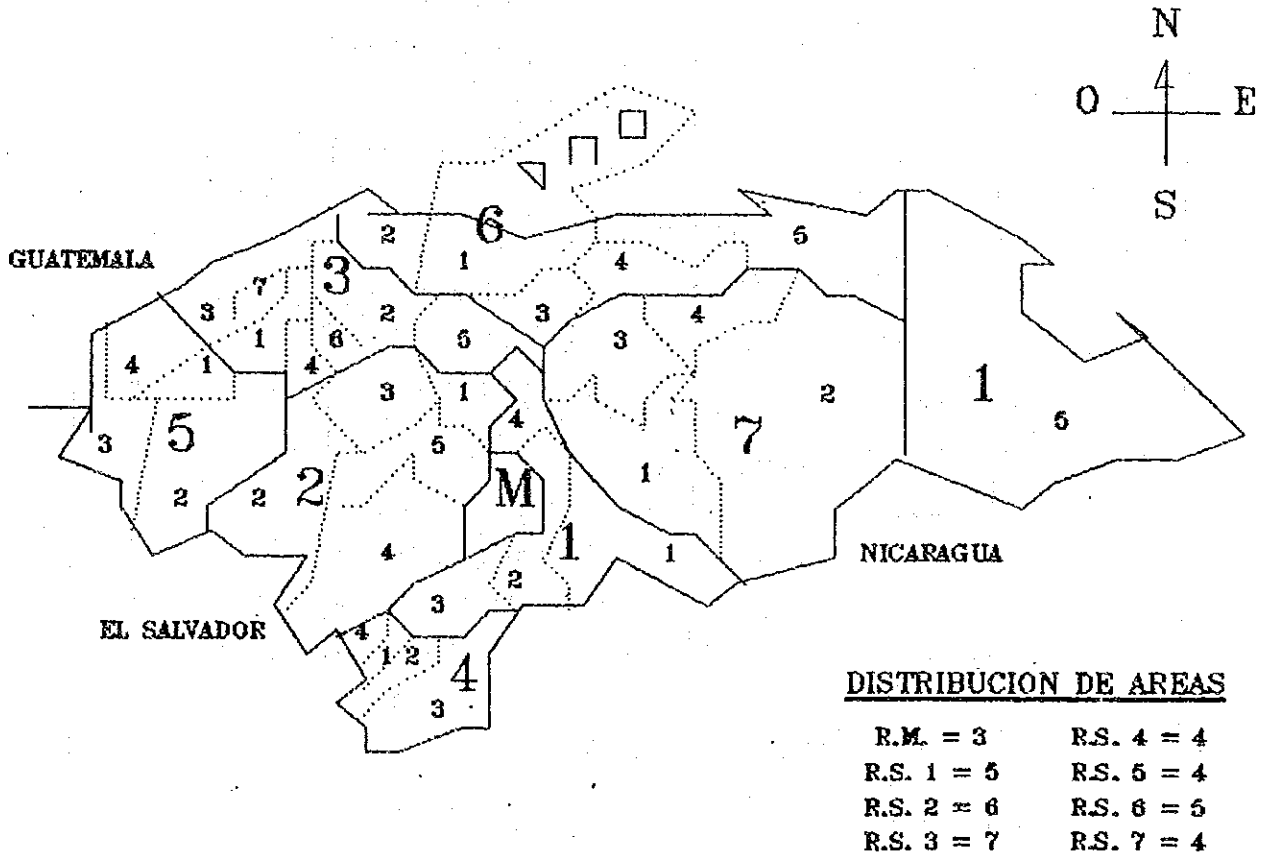 N
O E
S
2 6 5
GUATEMALA 1 4
7 3
3 2 3 4
1 6 5 3
4 1 4
3 1 2 1
4 5
3 5 5 7
1
2 2 2 M
4 1 1 NICARAGUA
2
3
EL SALVADOR 4
1 2
4
3
DISTRIBUCION DE AREAS
R.M. = 3 R.S. 4 = 4
R.S. 1 = 5 R.S. 5 = 4
R.S. 2 = 6 R.S. 6 = 5
R.S. 3 = 7 R.S. 7 = 4